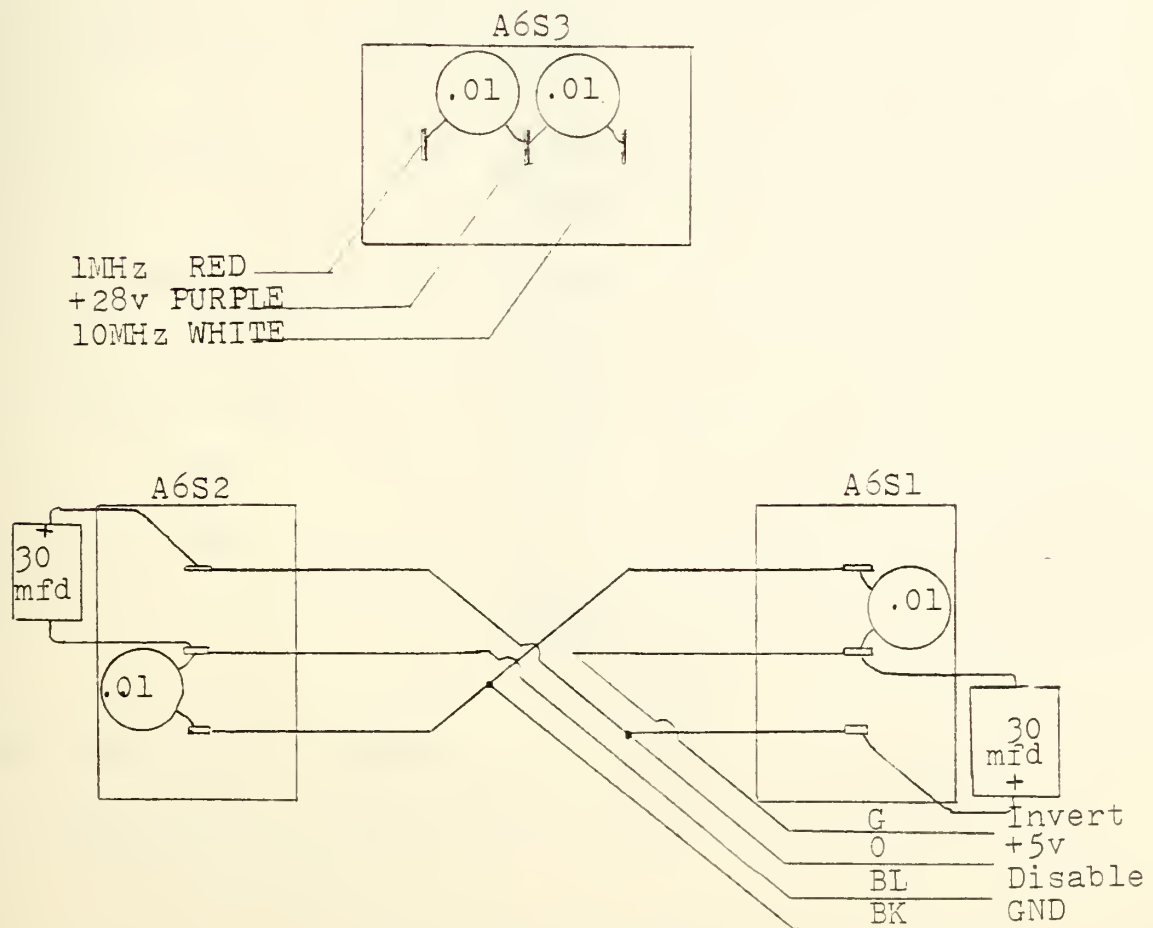 A6S3
.01 .01
1MHz RED
+28v PURPLE
10MHz WHITE
A6S2
A6S1
+
30
mfd
.01
.01
30
mfd
+
G Invert
O +5v
BL Disable
BK GND